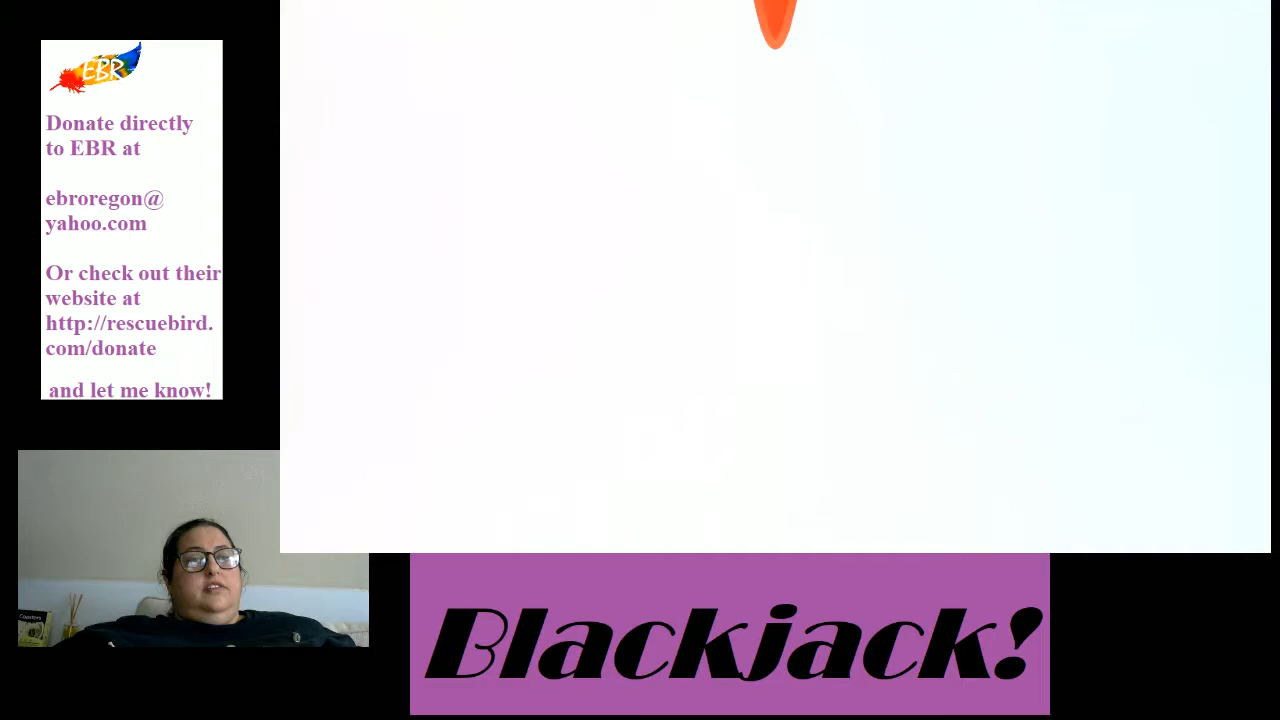 EBR
Donate directly
to EBR at
ebroregon@
yahoo.com
Or check out their
website at
http://rescuebird.
com/donate
and let me know!
Coasters
Blackjack!